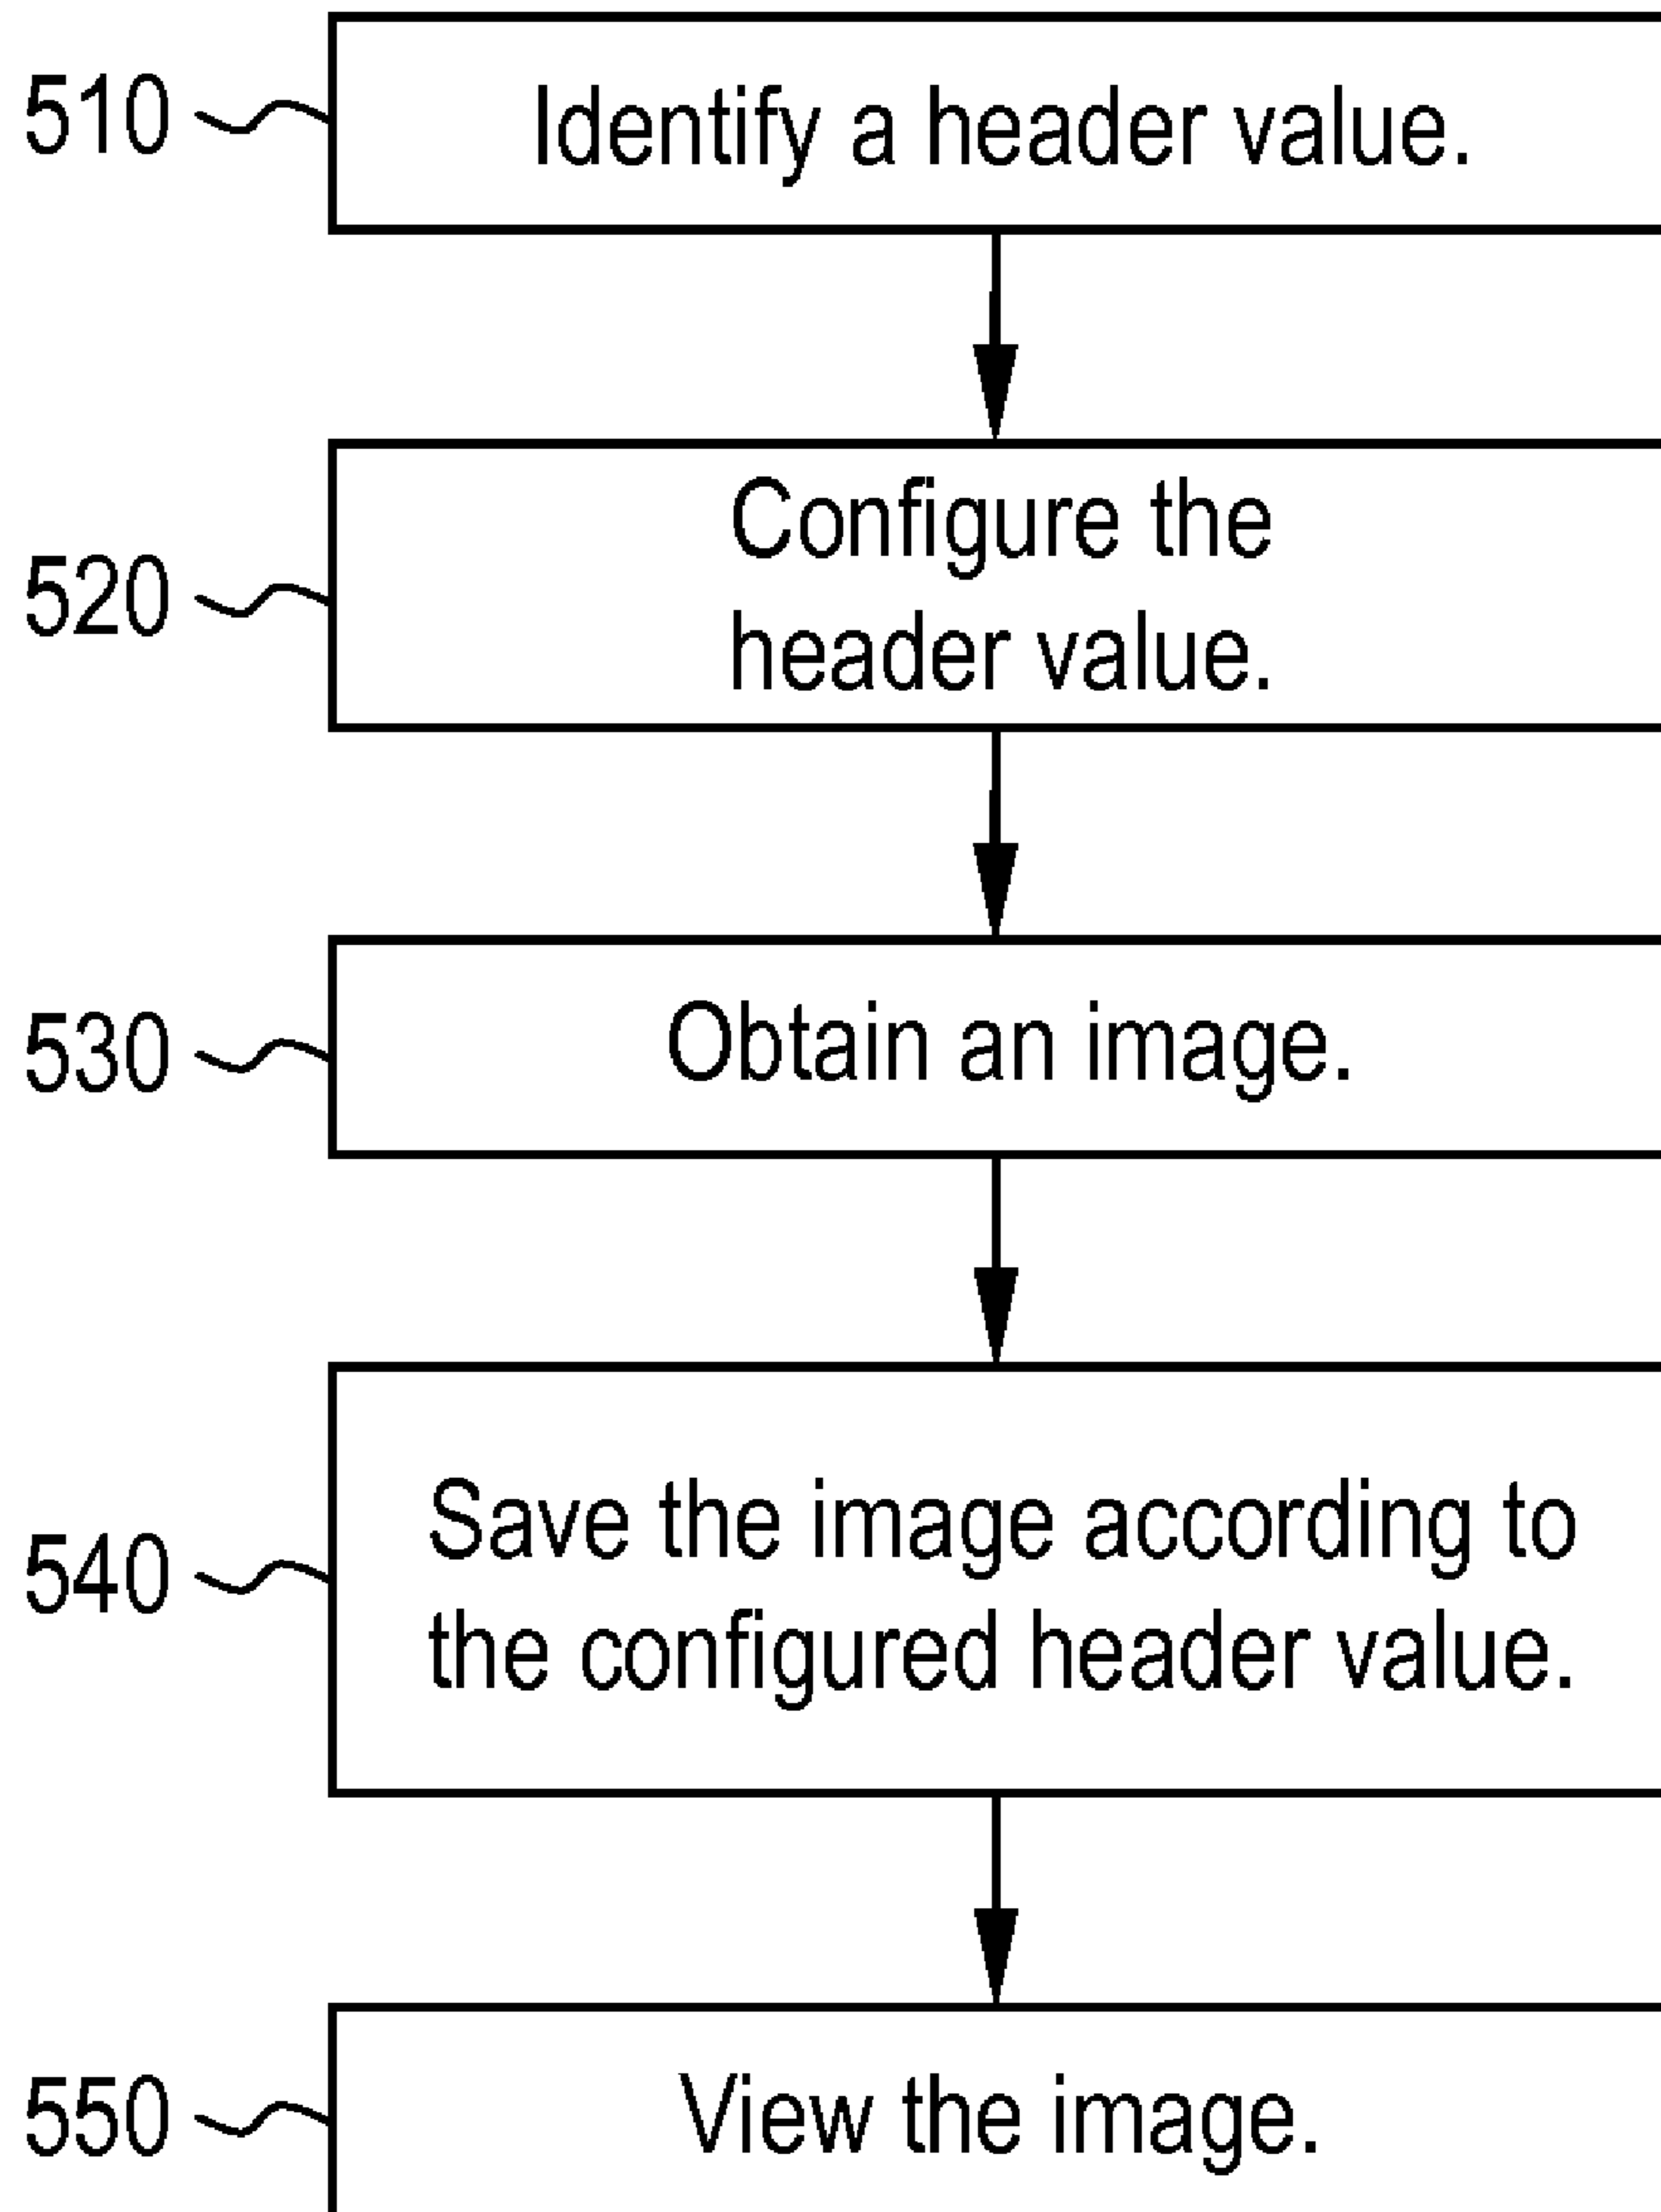 510
Identify a header value.
520
Configure the
header value.
530
Obtain an image.
540
Save the image according to
the configured header value.
550
View the image.